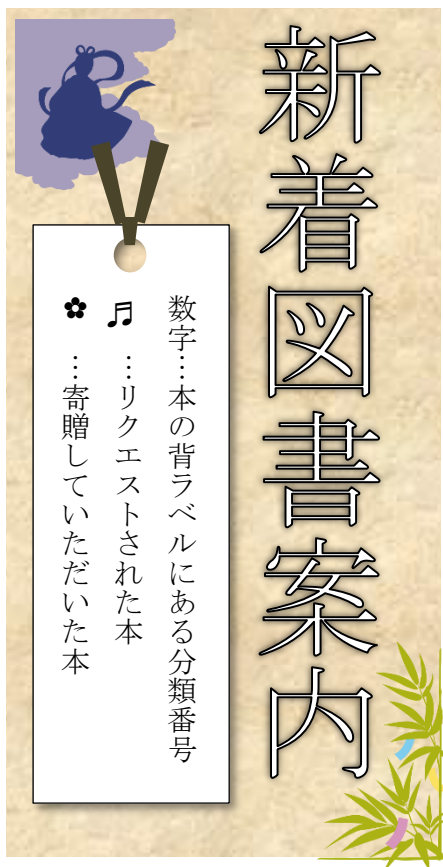 新着図書案内
数字…本の背ラベルにある分類番号
♬ …リクエストされた本
✿ …寄贈していただいた本